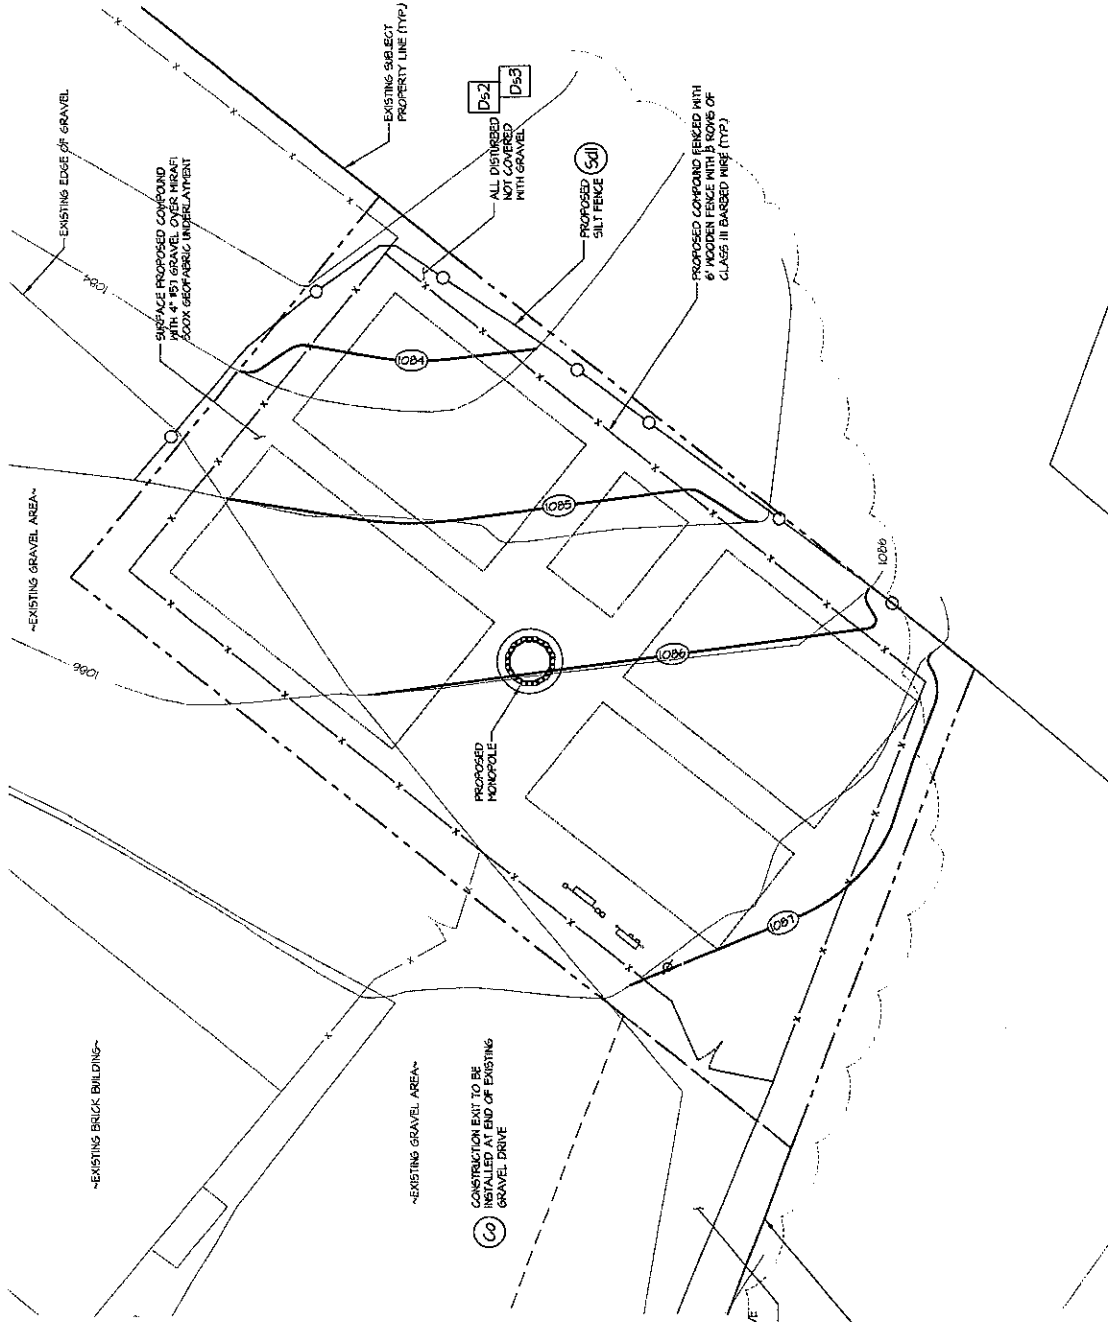 EXISTING EDGE OF GRAVEL
1084
SURFACE PROPOSED COMPOUND
WITH 4" #57 GRAVEL OVER MIRAFI
500X GEOFABRIC UNDERLAYMENT
EXISTING SUBJECT
PROPERTY LINE (TYP.)
Ds2
Ds3
ALL DISTURBED
NOT COVERED
WITH GRAVEL
PROPOSED
SILT FENCE
Sd1
PROPOSED COMPOUND FENCED WITH
6' WOODEN FENCE WITH 3 ROWS OF
CLASS III BARBED WIRE (TYP.)
1084
~EXISTING GRAVEL AREA~
1085
1086
1086
1086
PROPOSED
MONOPOLE
1087
~EXISTING BRICK BUILDING~
~EXISTING GRAVEL AREA~
Co
CONSTRUCTION EXIT TO BE
INSTALLED AT END OF EXISTING
GRAVEL DRIVE
VE